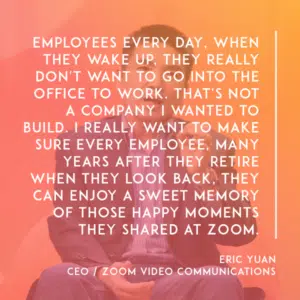 EMPLOYEES EVERY DAY, WHEN
THEY WAKE UP, THEY REALLY
DON'T WANT TO GO INTO THE
OFFICE TO WORK. THAT'S NOT
A COMPANY I WANTED TO
BUILD. I REALLY WANT TO MAKE
SURE EVERY EMPLOYEE, MANY
YEARS AFTER THEY RETIRE
WHEN THEY LOOK BACK, THEY
CAN ENJOY A SWEET MEMORY
OF THOSE HAPPY MOMENTS
THEY SHARED AT ZOOM.
ERIC YUAN
CEO / ZOOM VIDEO COMMUNICATIONS